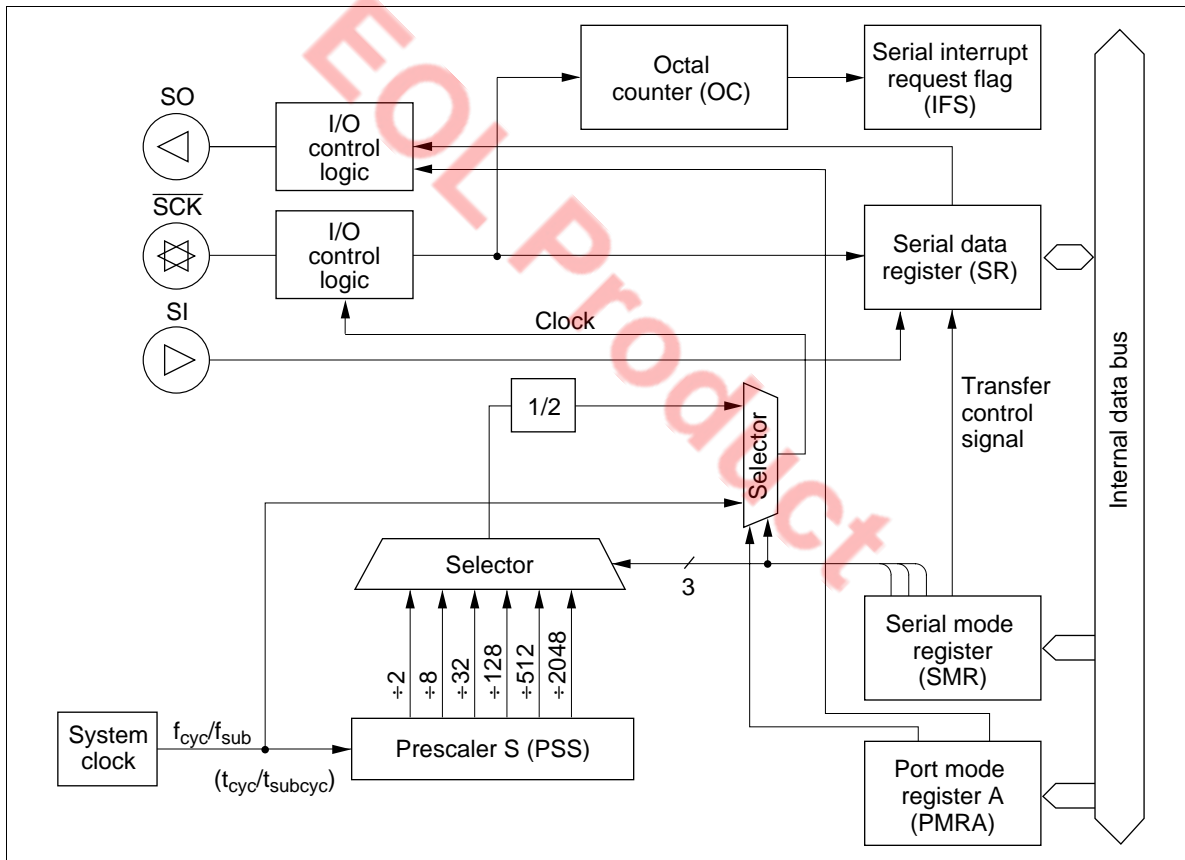 Octal
counter (OC)
Serial interrupt
request flag
(IFS)
SO
I/O
control
logic
SCK
I/O
control
logic
Serial data
register (SR)
SI
Clock
Transfer
control
signal
1/2
Selector
Internal data bus
Selector
3
÷2
÷8
÷32
÷128
÷512
÷2048
Serial mode
register
(SMR)
System
clock
fcyc/fsub
(tcyc/tsubcyc)
Prescaler S (PSS)
Port mode
register A
(PMRA)
EOL Product